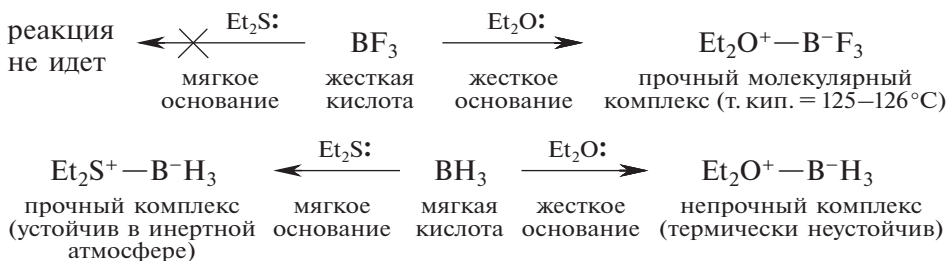 реакция не идет
Et₂S:
BF₃
Et₂O:
Et₂O⁺—B⁻F₃
мягкое основание
жесткая кислота
жесткое основание
прочный молекулярный комплекс (т. кип. = 125–126°C)
Et₂S⁺—B⁻H₃
Et₂S:
BH₃
Et₂O:
Et₂O⁺—B⁻H₃
прочный комплекс (устойчив в инертной атмосфере)
мягкое основание
мягкая кислота
жесткое основание
непрочный комплекс (термически неустойчив)